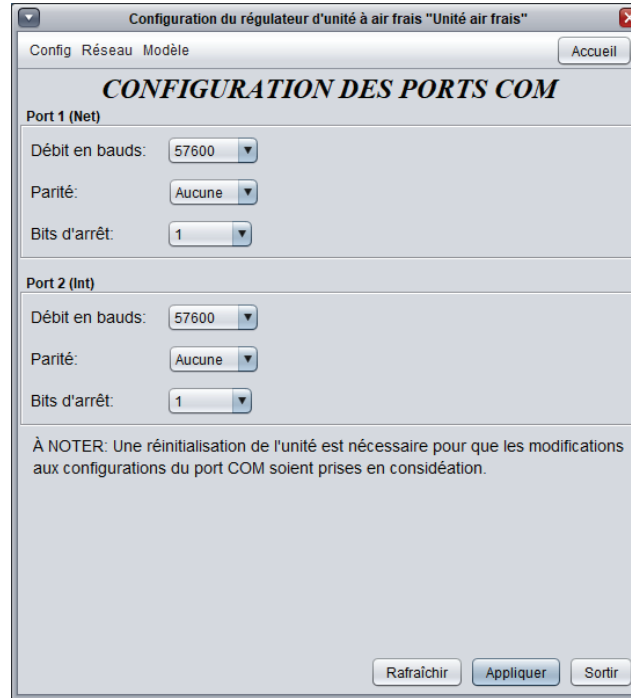 Configuration du régulateur d'unité à air frais "Unité air frais"
Config Réseau Modèle Accueil
CONFIGURATION DES PORTS COM
Port 1 (Net)
Débit en bauds: 57600
Parité: Aucune
Bits d'arrêt: 1
Port 2 (Int)
Débit en bauds: 57600
Parité: Aucune
Bits d'arrêt: 1
À NOTER: Une réinitialisation de l'unité est nécessaire pour que les modifications
aux configurations du port COM soient prises en considéation.
Rafraîchir Appliquer Sortir